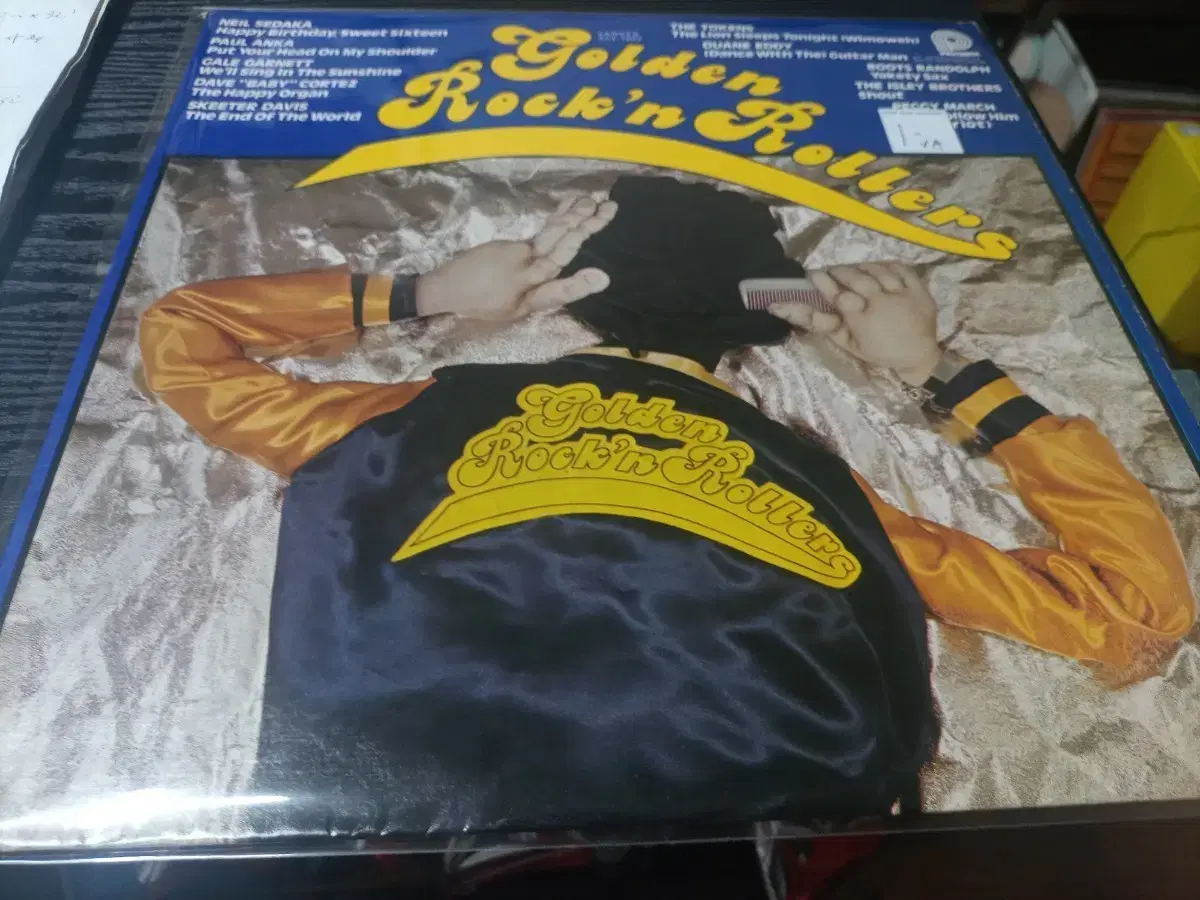 NEIL SEDAKA
Happy Birthday, Sweet Sixteen
PAUL ANKA
Put Your Head On My Shoulder
GALE GARNETT
We'll Sing In The Sunshine
DAVE "BABY" CORTEZ
The Happy Organ
SKEETER DAVIS
The End Of The World
Golden
Rock'n Rollers
THE TOKENS
The Lion Sleeps Tonight (Wimoweh)
DUANE EDDY
(Dance With The) Guitar Man
BOOTS RANDOLPH
Yakety Sax
THE ISLEY BROTHERS
Shout
PEGGY MARCH
ollow Him
riot)
Golden
Rock'n Rollers